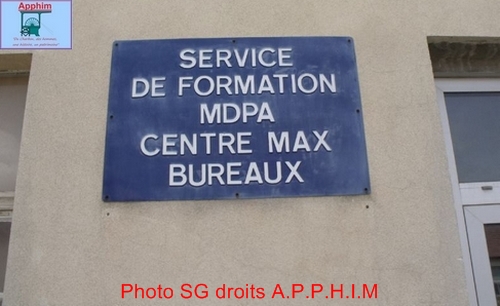 Apphim
SERVICE
DE FORMATION
MDPA
CENTRE MAX
BUREAUX
Photo SG droits A.P.P.H.I.M